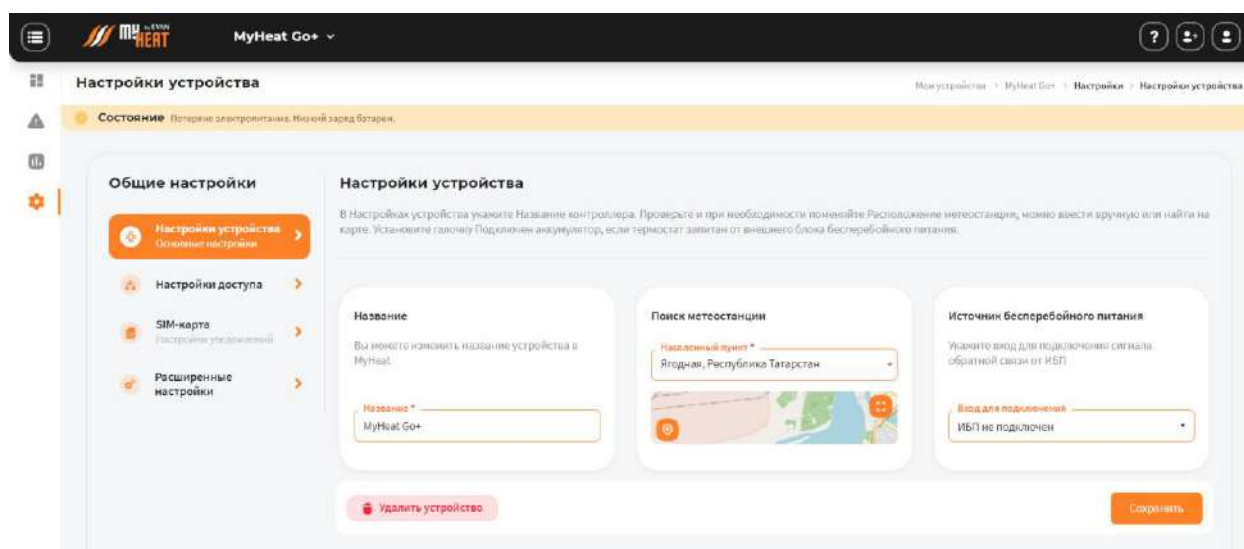 by EVAN
MYHEAT
MyHeat Go+
Настройки устройства
Мои устройства > MyHeat Go+ > Настройки > Настройки устройства
Состояние Потеряно электропитание. Низкий заряд батареи.
Общие настройки
Настройки устройства
Основные настройки
Настройки доступа
SIM-карта
Настройки уведомлений
Расширенные
настройки
Настройки устройства
В Настройках устройства укажите Название контроллера. Проверьте и при необходимости поменяйте Расположение метеостанции, можно ввести вручную или найти на
карте. Установите галочку Подключен аккумулятор, если термостат запитан от внешнего блока бесперебойного питания.
Название
Вы можете изменить название устройства в
MyHeat.
Название *
MyHeat Go+
Поиск метеостанции
Населенный пункт *
Ягодная, Республика Татарстан
Источник бесперебойного питания
Укажите вход для подключения сигнала
обратной связи от ИБП
Вход для подключения
ИБП не подключен
Удалить устройство
Сохранить